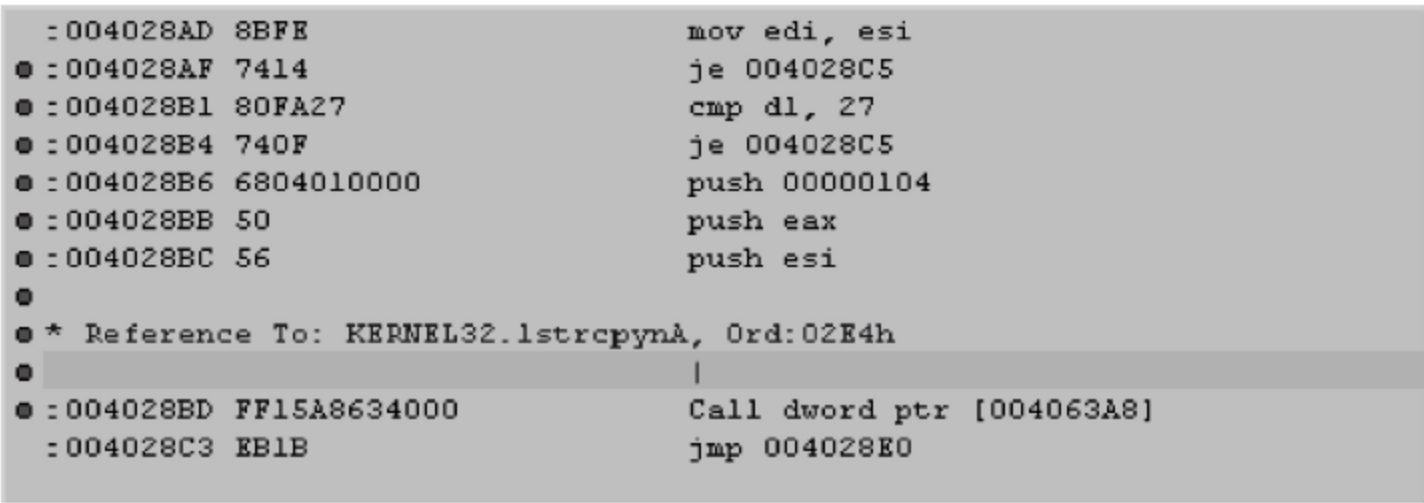 :004028AD 8BFE mov edi, esi
:004028AF 7414 je 004028C5
:004028B1 80FA27 cmp dl, 27
:004028B4 740F je 004028C5
:004028B6 6804010000 push 00000104
:004028BB 50 push eax
:004028BC 56 push esi
* Reference To: KERNEL32.lstrcpynA, Ord:02E4h
|
:004028BD FF15A8634000 Call dword ptr [004063A8]
:004028C3 EB1B jmp 004028E0